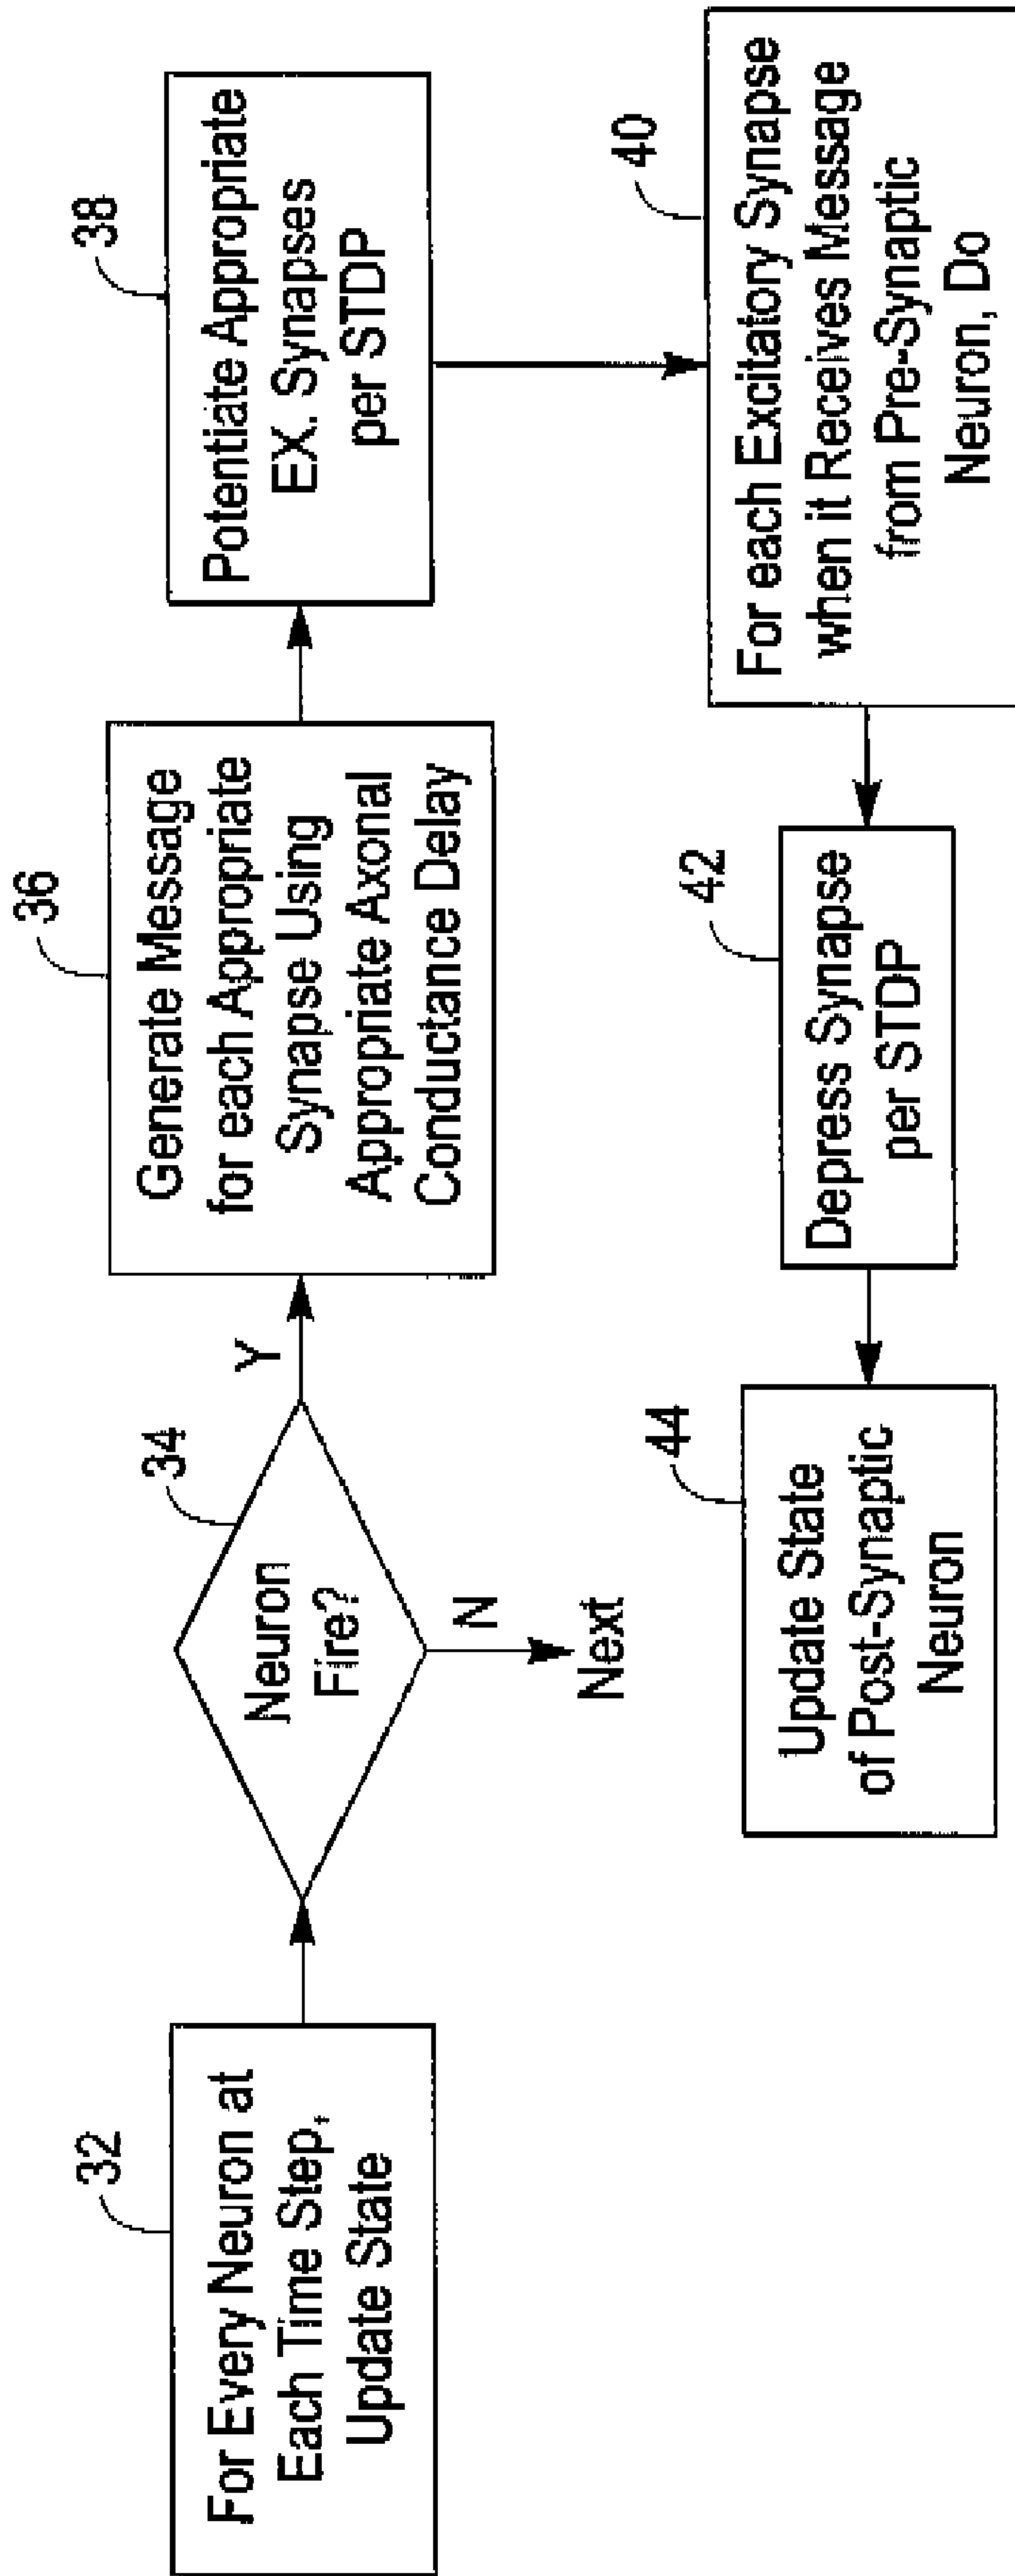 32
For Every Neuron at
Each Time Step,
Update State
34
Neuron
Fire?
Y
N
Next
36
Generate Message
for each Appropriate
Synapse Using
Appropriate Axonal
Conductance Delay
38
Potentiate Appropriate
EX. Synapses
per STDP
40
For each Excitatory Synapse
when it Receives Message
from Pre-Synaptic
Neuron, Do
42
Depress Synapse
per STDP
44
Update State
of Post-Synaptic
Neuron